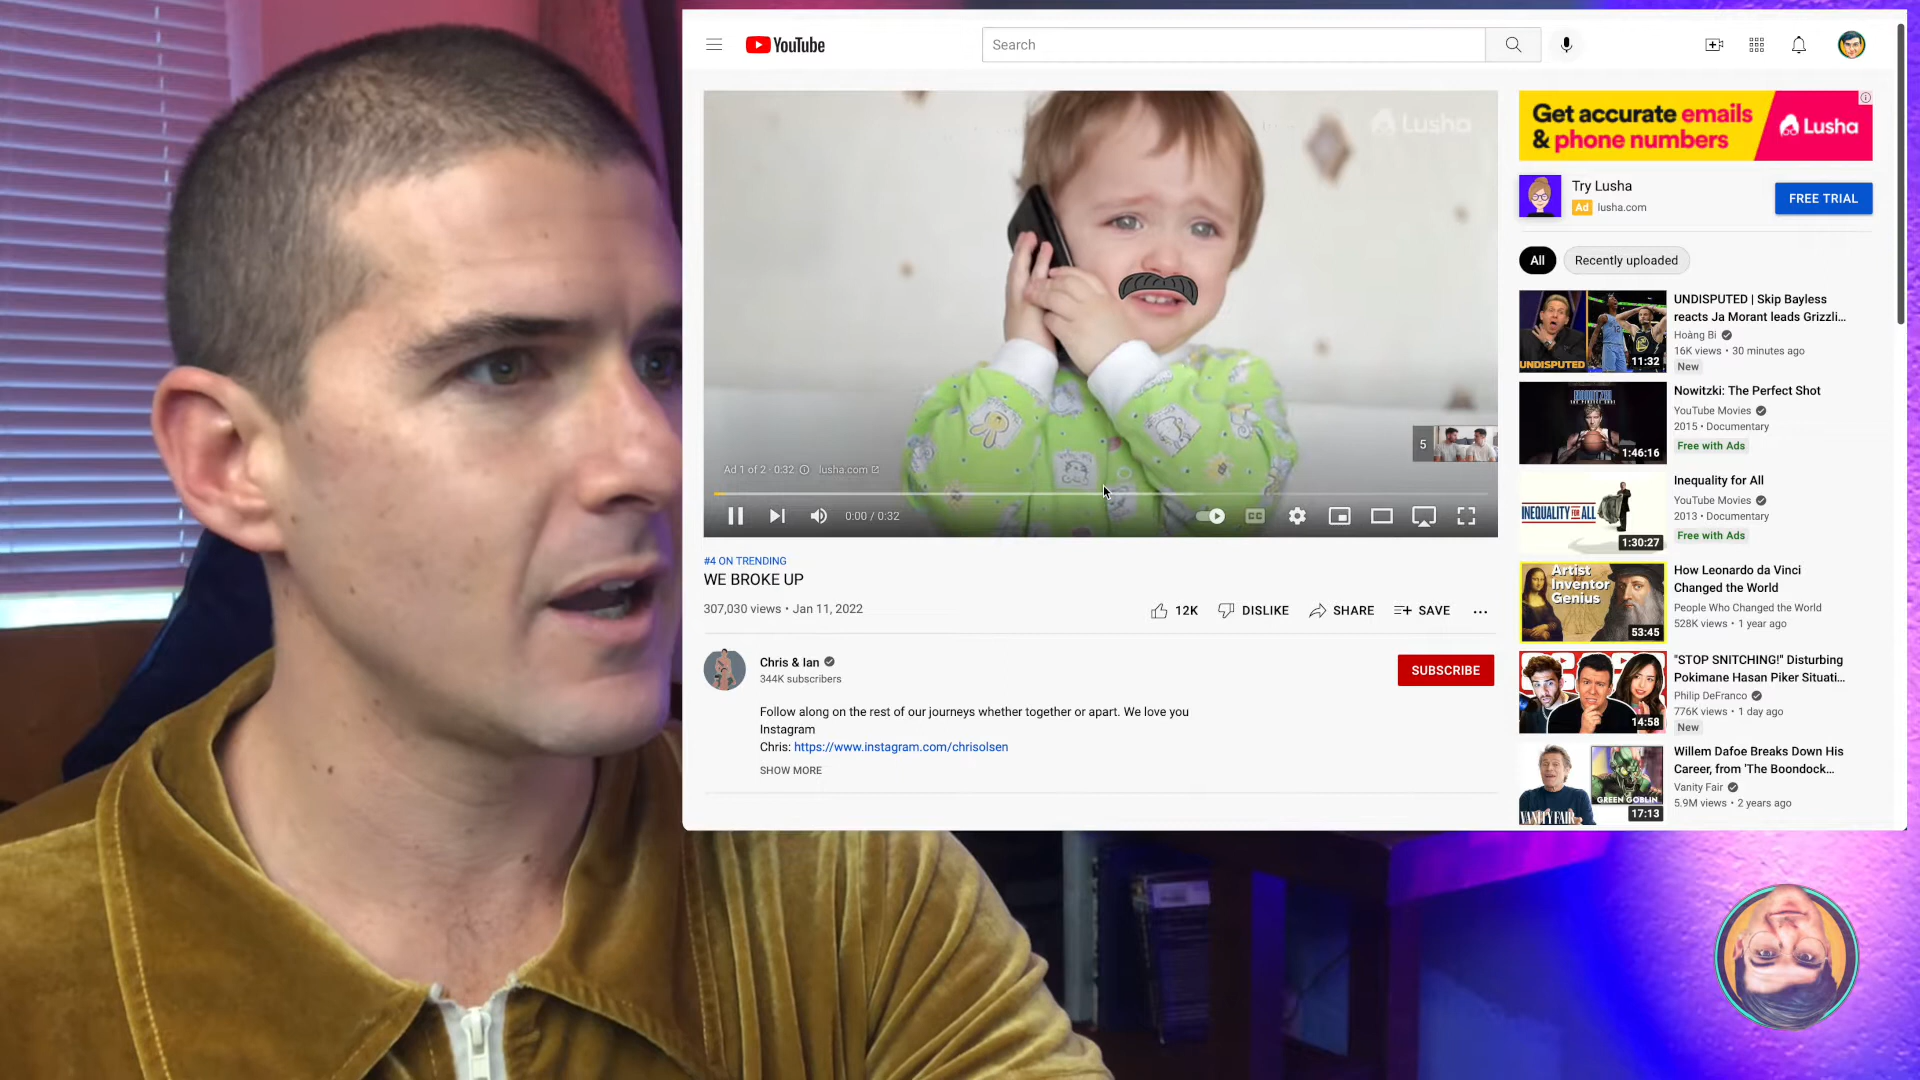 YouTube
Search
Lusha
Ad 1 of 2 · 0:32
lusha.com
5
0:00 / 0:32
CC
#4 ON TRENDING
WE BROKE UP
307,030 views • Jan 11, 2022
12K
DISLIKE
SHARE
SAVE
Chris & Ian
344K subscribers
SUBSCRIBE
Follow along on the rest of our journeys whether together or apart. We love you
Instagram
Chris: https://www.instagram.com/chrisolsen
SHOW MORE
Get accurate emails
& phone numbers
Lusha
Try Lusha
Ad lusha.com
FREE TRIAL
All
Recently uploaded
UNDISPUTED
11:32
UNDISPUTED | Skip Bayless
reacts Ja Morant leads Grizzli...
Hoàng Bi
16K views • 30 minutes ago
New
1:46:16
Nowitzki: The Perfect Shot
YouTube Movies
2015 • Documentary
Free with Ads
INEQUALITY FOR ALL
1:30:27
Inequality for All
YouTube Movies
2013 • Documentary
Free with Ads
Artist
Inventor
Genius
53:45
How Leonardo da Vinci
Changed the World
People Who Changed the World
528K views • 1 year ago
14:58
"STOP SNITCHING!" Disturbing
Pokimane Hasan Piker Situati...
Philip DeFranco
776K views • 1 day ago
New
GREEN GOBLIN
VANITY FAIR
17:13
Willem Dafoe Breaks Down His
Career, from 'The Boondock...
Vanity Fair
5.9M views • 2 years ago